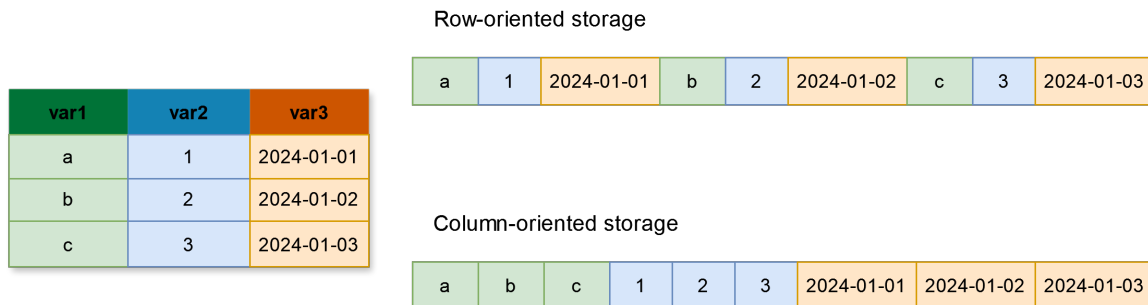 Row-oriented storage
a 1 2024-01-01 b 2 2024-01-02 c 3 2024-01-03
var1 var2 var3
a 1 2024-01-01
b 2 2024-01-02
c 3 2024-01-03
Column-oriented storage
a b c 1 2 3 2024-01-01 2024-01-02 2024-01-03